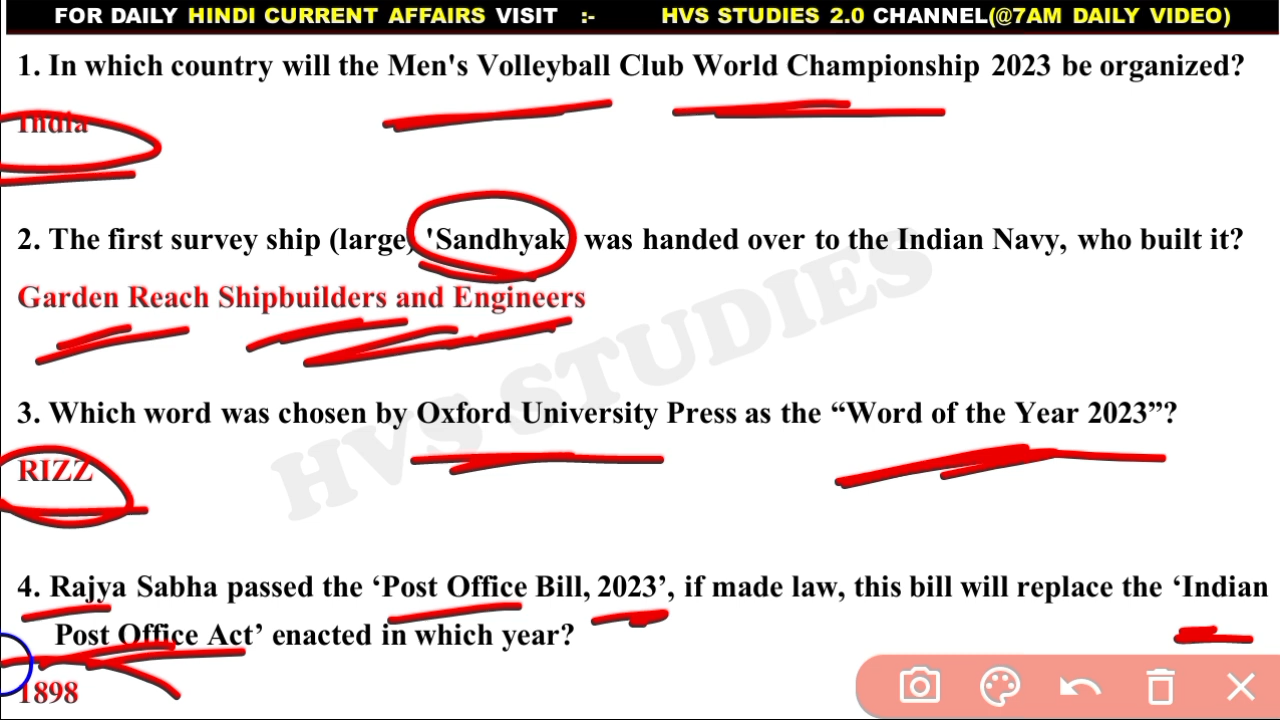 FOR DAILY HINDI CURRENT AFFAIRS VISIT :- HVS STUDIES 2.0 CHANNEL(@7AM DAILY VIDEO)
1. In which country will the Men's Volleyball Club World Championship 2023 be organized?
India
2. The first survey ship (large) 'Sandhyak' was handed over to the Indian Navy, who built it?
Garden Reach Shipbuilders and Engineers
3. Which word was chosen by Oxford University Press as the “Word of the Year 2023”?
RIZZ
4. Rajya Sabha passed the ‘Post Office Bill, 2023’, if made law, this bill will replace the ‘Indian
Post Office Act’ enacted in which year?
1898
HVS STUDIES